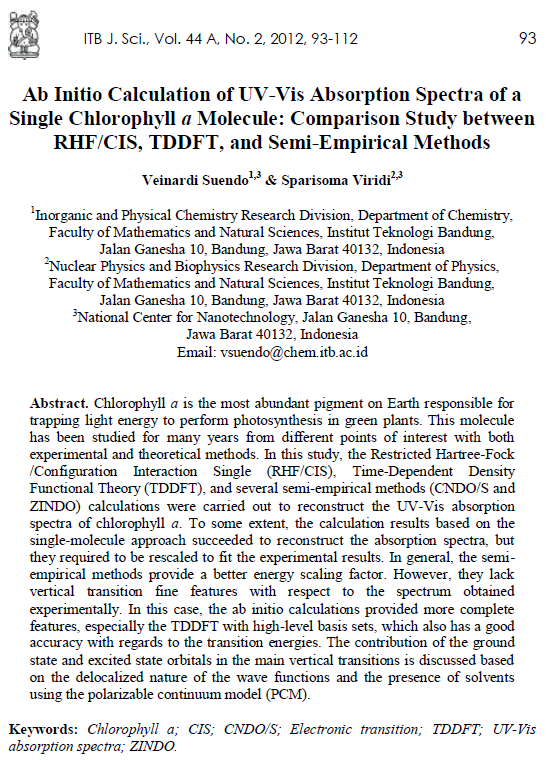 ITB J. Sci., Vol. 44 A, No. 2, 2012, 93-112 93
Ab Initio Calculation of UV-Vis Absorption Spectra of a
Single Chlorophyll a Molecule: Comparison Study between
RHF/CIS, TDDFT, and Semi-Empirical Methods
Veinardi Suendo1,3 & Sparisoma Viridi2,3
1Inorganic and Physical Chemistry Research Division, Department of Chemistry,
Faculty of Mathematics and Natural Sciences, Institut Teknologi Bandung,
Jalan Ganesha 10, Bandung, Jawa Barat 40132, Indonesia
2Nuclear Physics and Biophysics Research Division, Department of Physics,
Faculty of Mathematics and Natural Sciences, Institut Teknologi Bandung,
Jalan Ganesha 10, Bandung, Jawa Barat 40132, Indonesia
3National Center for Nanotechnology, Jalan Ganesha 10, Bandung,
Jawa Barat 40132, Indonesia
Email: vsuendo@chem.itb.ac.id
Abstract. Chlorophyll a is the most abundant pigment on Earth responsible for
trapping light energy to perform photosynthesis in green plants. This molecule
has been studied for many years from different points of interest with both
experimental and theoretical methods. In this study, the Restricted Hartree-Fock
/Configuration Interaction Single (RHF/CIS), Time-Dependent Density
Functional Theory (TDDFT), and several semi-empirical methods (CNDO/S and
ZINDO) calculations were carried out to reconstruct the UV-Vis absorption
spectra of chlorophyll a. To some extent, the calculation results based on the
single-molecule approach succeeded to reconstruct the absorption spectra, but
they required to be rescaled to fit the experimental results. In general, the semi-
empirical methods provide a better energy scaling factor. However, they lack
vertical transition fine features with respect to the spectrum obtained
experimentally. In this case, the ab initio calculations provided more complete
features, especially the TDDFT with high-level basis sets, which also has a good
accuracy with regards to the transition energies. The contribution of the ground
state and excited state orbitals in the main vertical transitions is discussed based
on the delocalized nature of the wave functions and the presence of solvents
using the polarizable continuum model (PCM).
Keywords: Chlorophyll a; CIS; CNDO/S; Electronic transition; TDDFT; UV-Vis
absorption spectra; ZINDO.